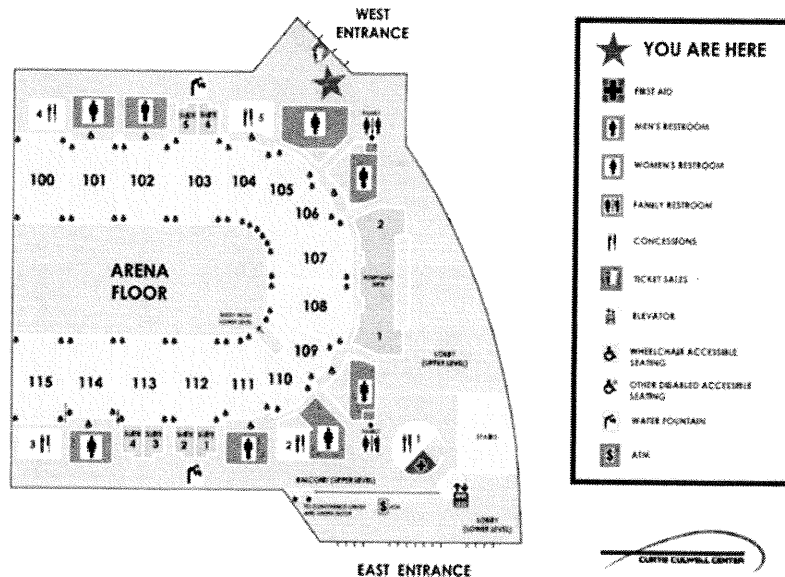 WEST
ENTRANCE
4
SUITE
5
SUITE
6
5
FAMILY
100
101
102
103
104
105
106
107
108
109
110
111
112
113
114
115
2
1
ARENA
FLOOR
LOBBY
(UPPER LEVEL)
3
SUITE
4
SUITE
3
SUITE
2
SUITE
1
2
FAMILY
1
STAIRS
BALCONY (UPPER LEVEL)
$ ATM
LOBBY
(LOWER LEVEL)
EAST ENTRANCE
YOU ARE HERE
FIRST AID
MEN'S RESTROOM
WOMEN'S RESTROOM
FAMILY RESTROOM
CONCESSIONS
TICKET SALES
ELEVATOR
WHEELCHAIR ACCESSIBLE
SEATING
OTHER DISABLED ACCESSIBLE
SEATING
WATER FOUNTAIN
$ ATM
CURTIS CULWELL CENTER